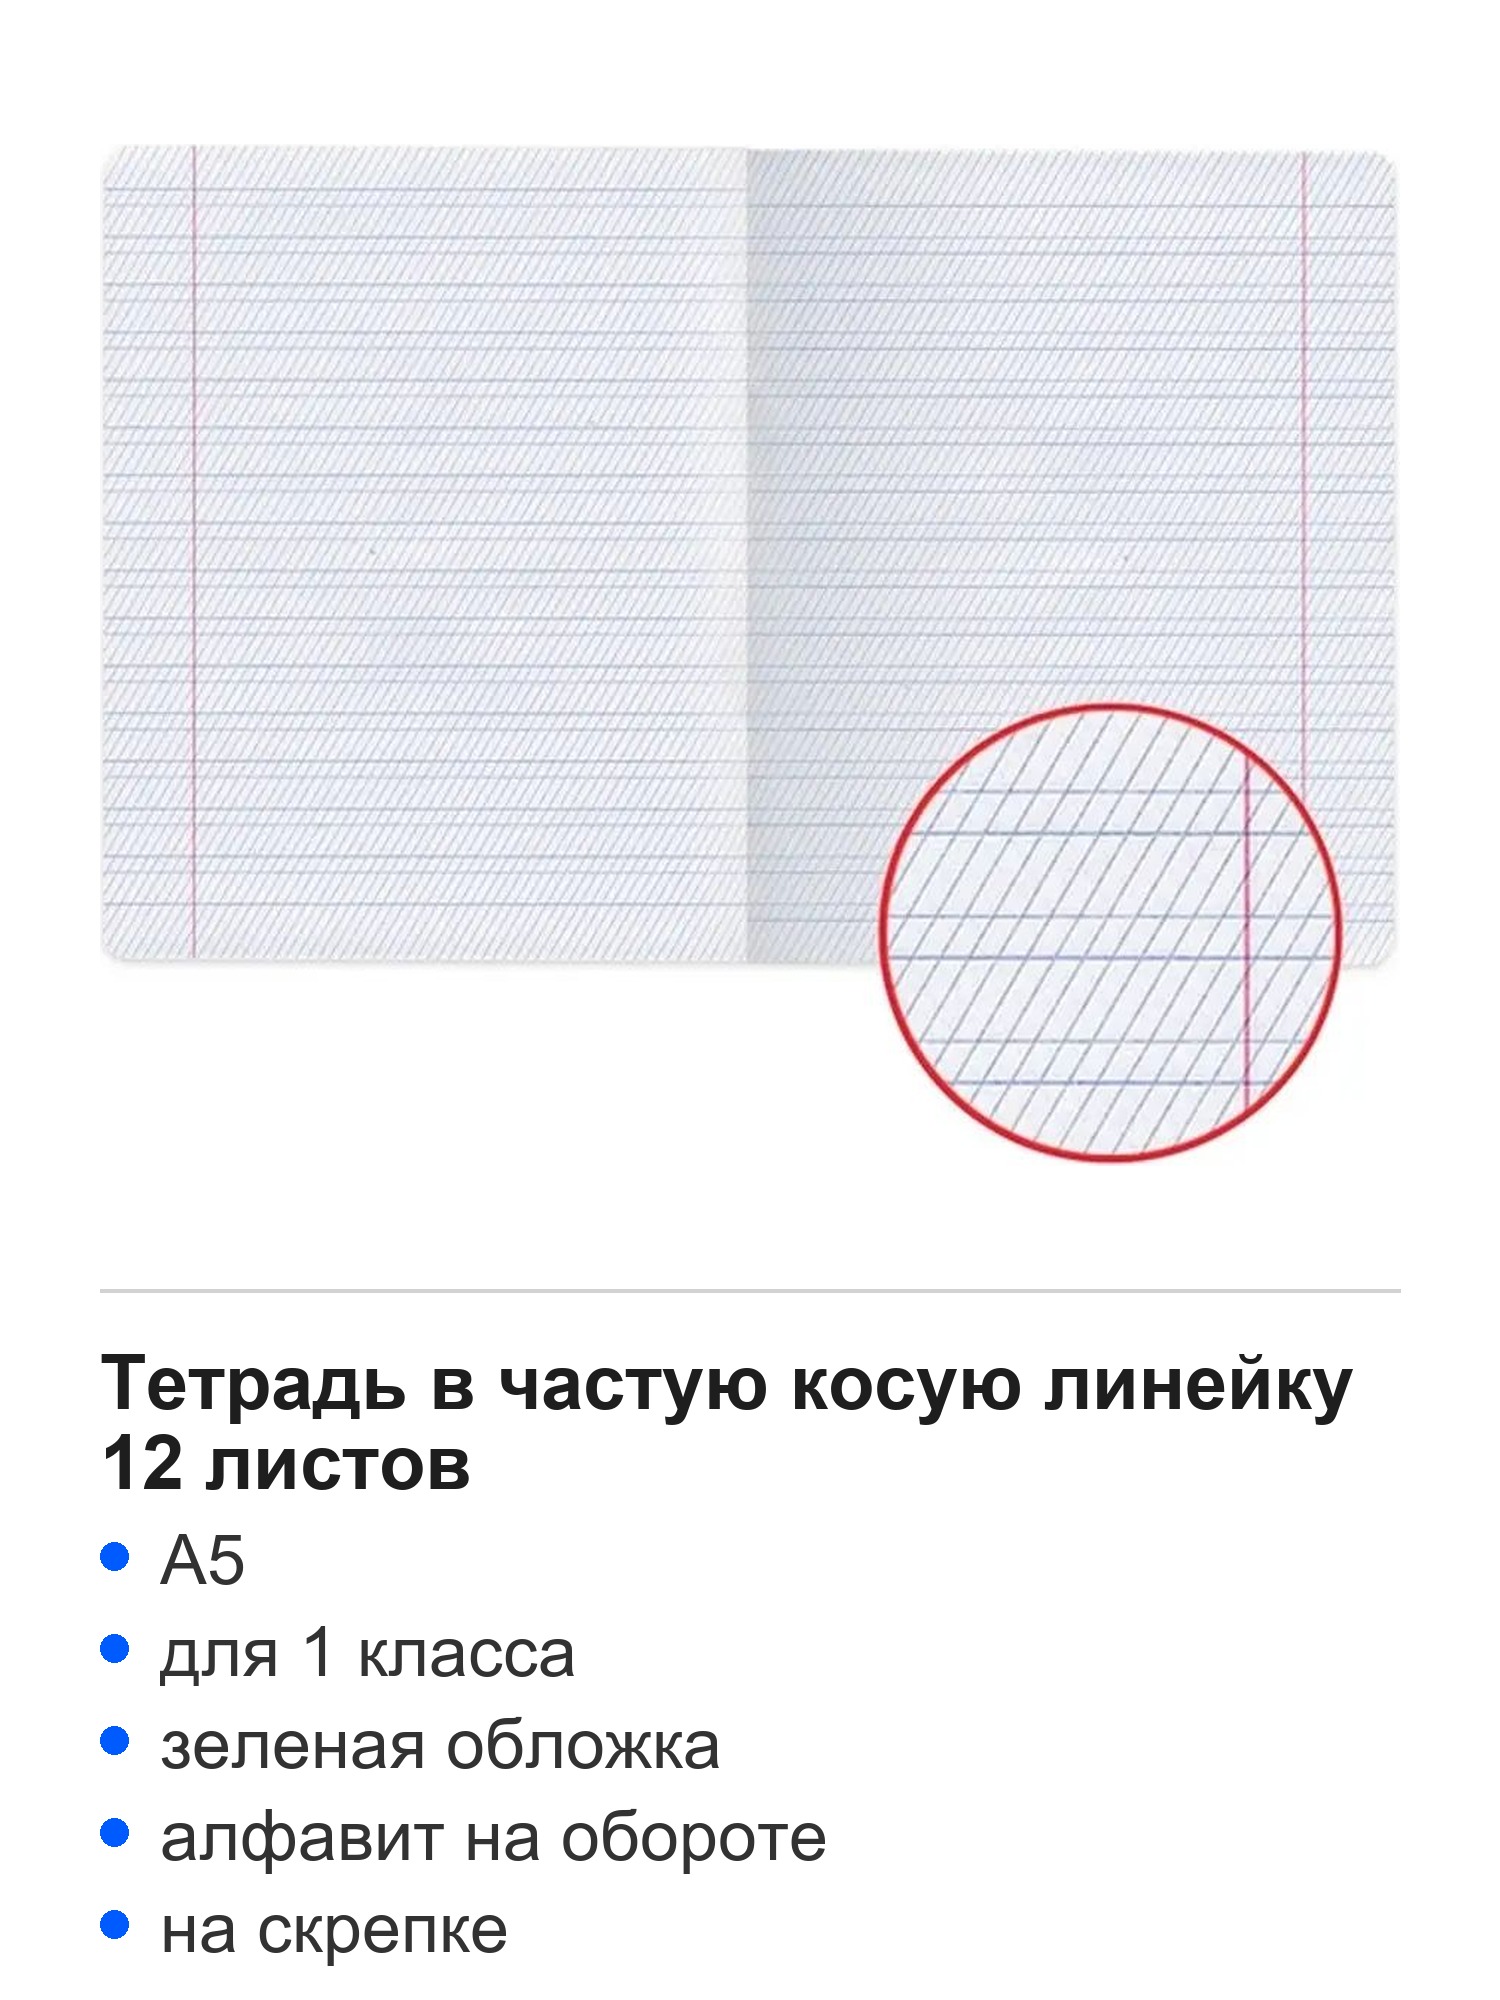 Тетрадь в частую косую линейку
12 листов
А5
для 1 класса
зеленая обложка
алфавит на обороте
на скрепке